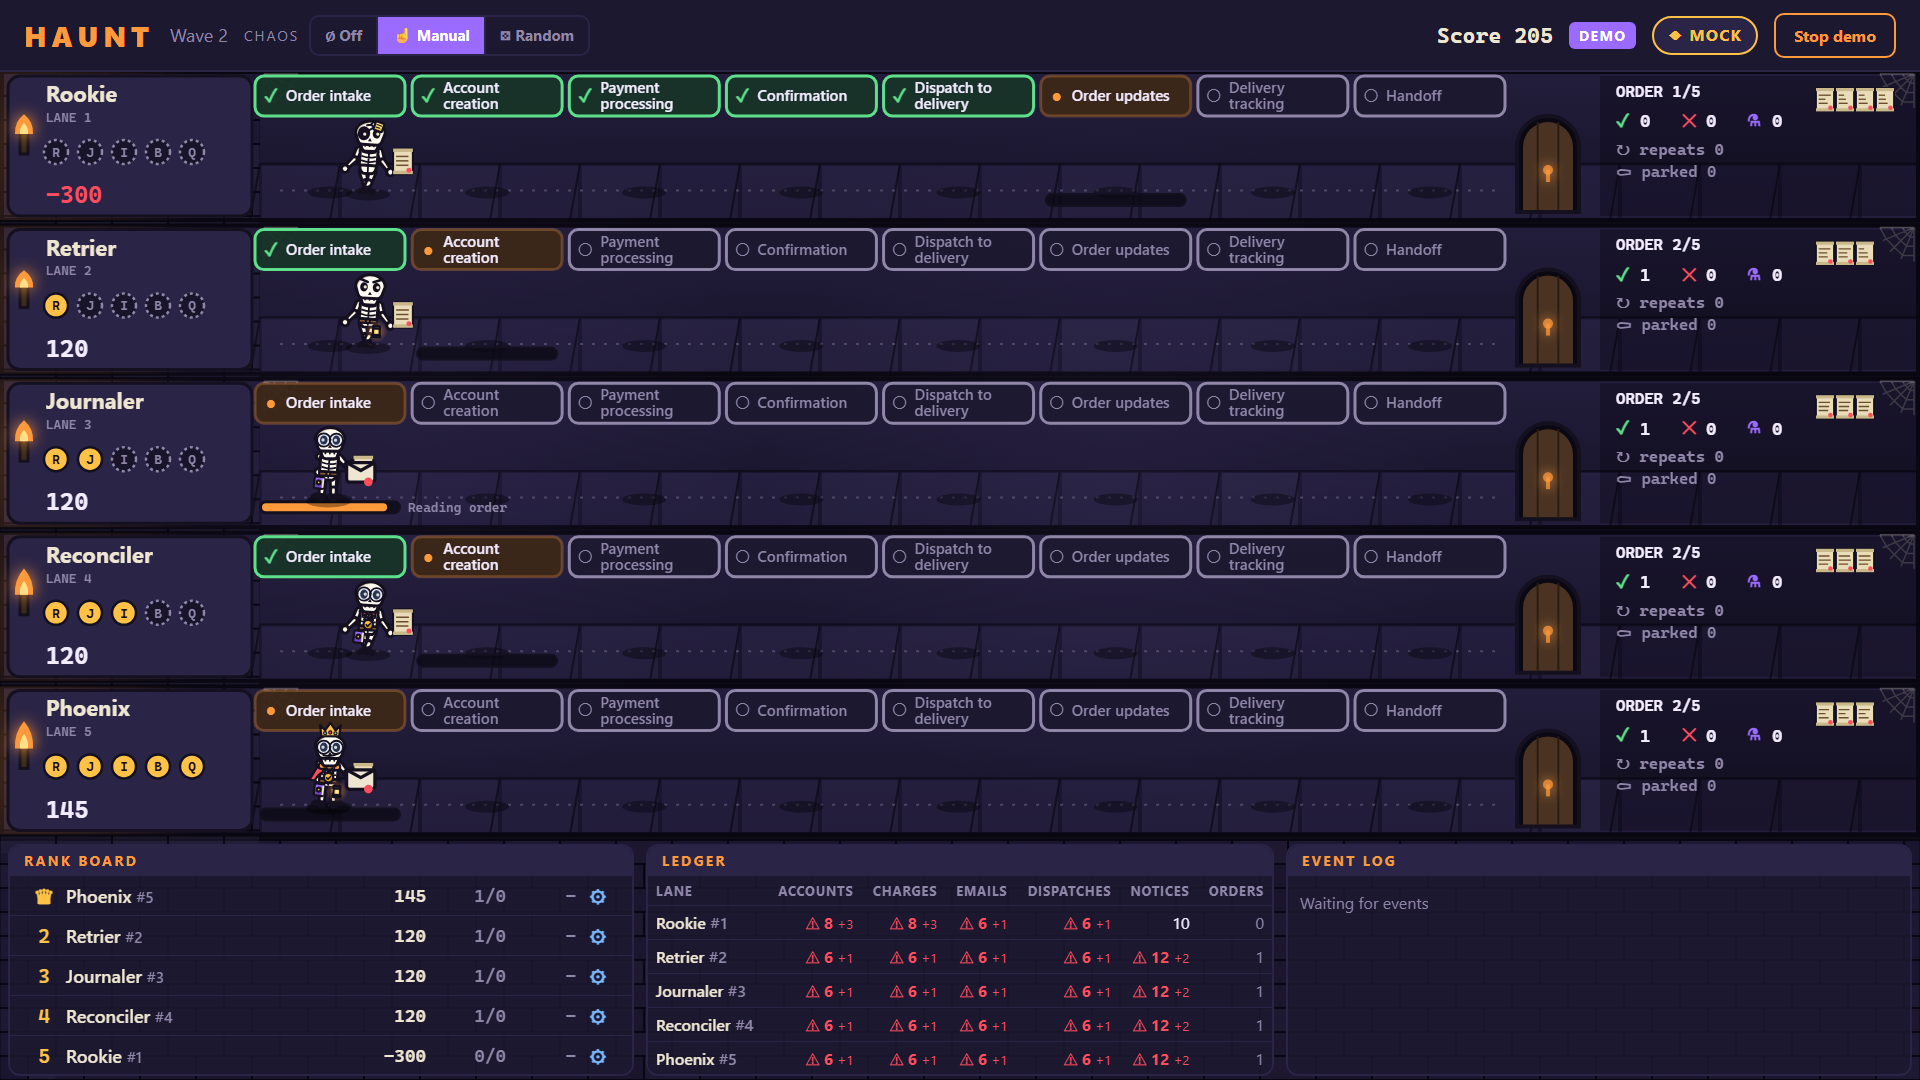 HAUNT Wave 2 CHAOS Ø Off ☝ Manual ⚄ Random Score 205 DEMO ◆ MOCK Stop demo
Rookie
LANE 1
R J I B Q
−300
✓ Order intake ✓ Account creation ✓ Payment processing ✓ Confirmation ✓ Dispatch to delivery ● Order updates ○ Delivery tracking ○ Handoff
ORDER 1/5
✓ 0 ✕ 0 ⚗ 0
↻ repeats 0
parked 0
Retrier
LANE 2
R J I B Q
120
✓ Order intake ● Account creation ○ Payment processing ○ Confirmation ○ Dispatch to delivery ○ Order updates ○ Delivery tracking ○ Handoff
ORDER 2/5
✓ 1 ✕ 0 ⚗ 0
↻ repeats 0
parked 0
Journaler
LANE 3
R J I B Q
120
● Order intake ○ Account creation ○ Payment processing ○ Confirmation ○ Dispatch to delivery ○ Order updates ○ Delivery tracking ○ Handoff
Reading order
ORDER 2/5
✓ 1 ✕ 0 ⚗ 0
↻ repeats 0
parked 0
Reconciler
LANE 4
R J I B Q
120
✓ Order intake ● Account creation ○ Payment processing ○ Confirmation ○ Dispatch to delivery ○ Order updates ○ Delivery tracking ○ Handoff
ORDER 2/5
✓ 1 ✕ 0 ⚗ 0
↻ repeats 0
parked 0
Phoenix
LANE 5
R J I B Q
145
● Order intake ○ Account creation ○ Payment processing ○ Confirmation ○ Dispatch to delivery ○ Order updates ○ Delivery tracking ○ Handoff
ORDER 2/5
✓ 1 ✕ 0 ⚗ 0
↻ repeats 0
parked 0
RANK BOARD
Phoenix #5 145 1/0 –
2 Retrier #2 120 1/0 –
3 Journaler #3 120 1/0 –
4 Reconciler #4 120 1/0 –
5 Rookie #1 −300 0/0 –
LEDGER
LANE ACCOUNTS CHARGES EMAILS DISPATCHES NOTICES ORDERS
Rookie #1 ⚠ 8 +3 ⚠ 8 +3 ⚠ 6 +1 ⚠ 6 +1 10 0
Retrier #2 ⚠ 6 +1 ⚠ 6 +1 ⚠ 6 +1 ⚠ 6 +1 ⚠ 12 +2 1
Journaler #3 ⚠ 6 +1 ⚠ 6 +1 ⚠ 6 +1 ⚠ 6 +1 ⚠ 12 +2 1
Reconciler #4 ⚠ 6 +1 ⚠ 6 +1 ⚠ 6 +1 ⚠ 6 +1 ⚠ 12 +2 1
Phoenix #5 ⚠ 6 +1 ⚠ 6 +1 ⚠ 6 +1 ⚠ 6 +1 ⚠ 12 +2 1
EVENT LOG
Waiting for events